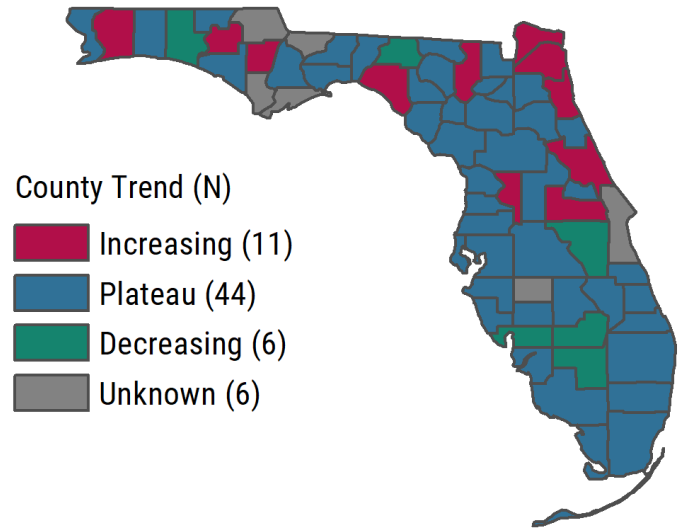 County Trend (N)
Increasing (11)
Plateau (44)
Decreasing (6)
Unknown (6)